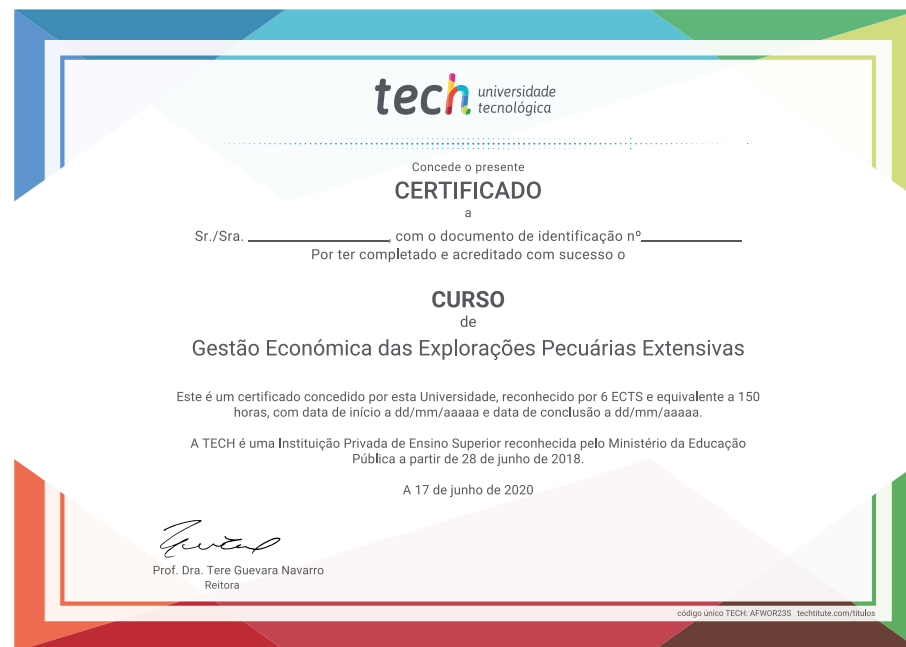 tech universidade
tecnológica
Concede o presente
CERTIFICADO
a
Sr./Sra. ____________________, com o documento de identificação nº______________
Por ter completado e acreditado com sucesso o
CURSO
de
Gestão Económica das Explorações Pecuárias Extensivas
Este é um certificado concedido por esta Universidade, reconhecido por 6 ECTS e equivalente a 150
horas, com data de início a dd/mm/aaaaa e data de conclusão a dd/mm/aaaaa.
A TECH é uma Instituição Privada de Ensino Superior reconhecida pelo Ministério da Educação
Pública a partir de 28 de junho de 2018.
A 17 de junho de 2020
Prof. Dra. Tere Guevara Navarro
Reitora
código único TECH: AFWOR23S techtitute.com/titulos